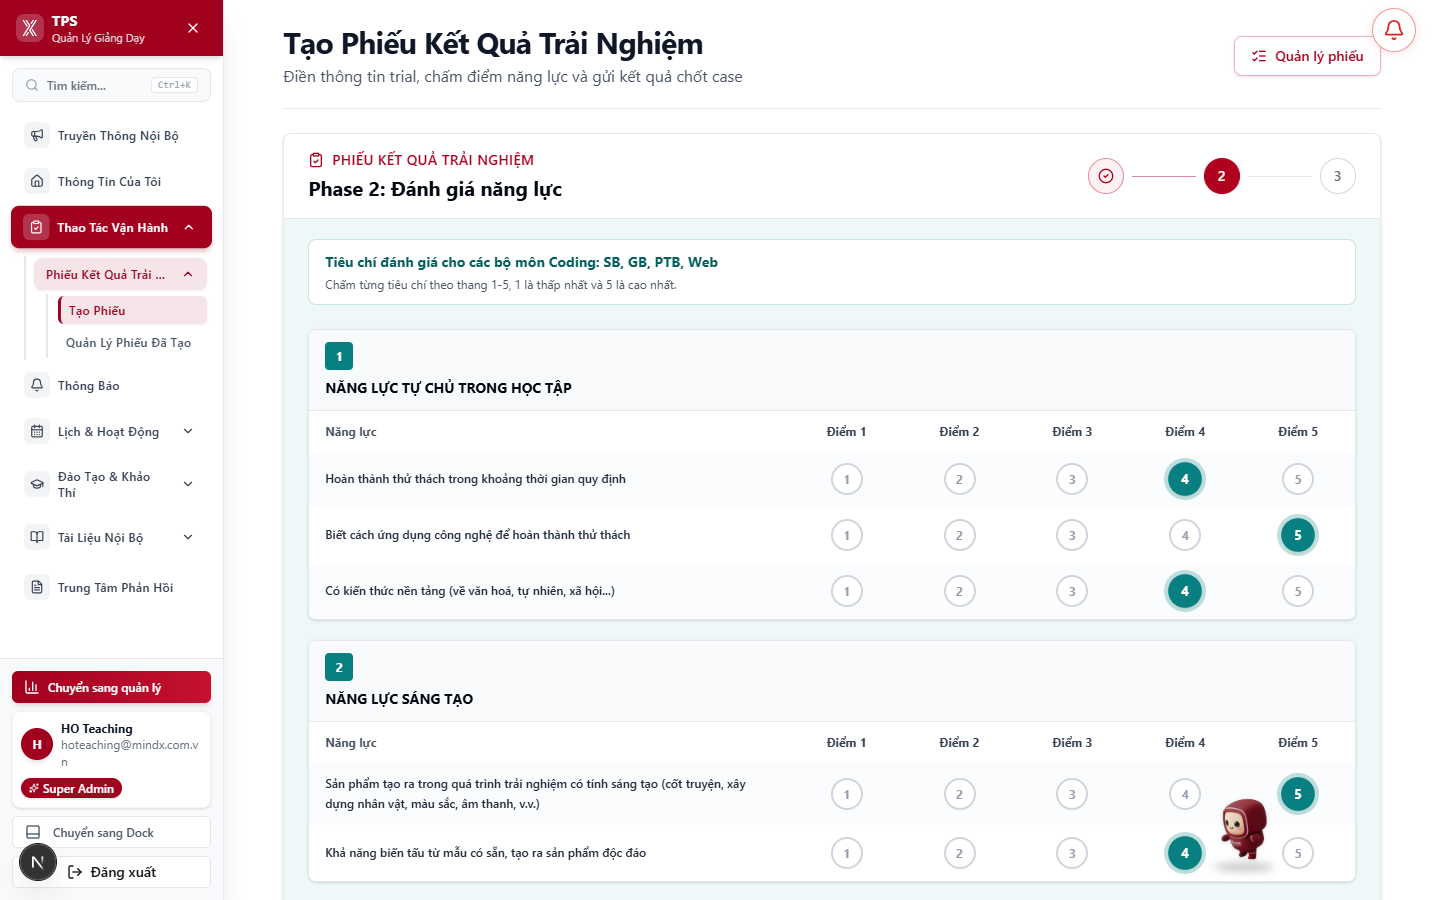 TPS
Quản Lý Giảng Dạy
Tìm kiếm...
Ctrl+K
Truyền Thông Nội Bộ
Thông Tin Của Tôi
Thao Tác Vận Hành
Phiếu Kết Quả Trải ...
Tạo Phiếu
Quản Lý Phiếu Đã Tạo
Thông Báo
Lịch & Hoạt Động
Đào Tạo & Khảo
Thí
Tài Liệu Nội Bộ
Trung Tâm Phản Hồi
Chuyển sang quản lý
H
HO Teaching
hoteaching@mindx.com.v
n
Super Admin
Chuyển sang Dock
N
Đăng xuất
Tạo Phiếu Kết Quả Trải Nghiệm
Điền thông tin trial, chấm điểm năng lực và gửi kết quả chốt case
Quản lý phiếu
PHIẾU KẾT QUẢ TRẢI NGHIỆM
Phase 2: Đánh giá năng lực
2
3
Tiêu chí đánh giá cho các bộ môn Coding: SB, GB, PTB, Web
Chấm từng tiêu chí theo thang 1-5, 1 là thấp nhất và 5 là cao nhất.
1
NĂNG LỰC TỰ CHỦ TRONG HỌC TẬP
Năng lực Điểm 1 Điểm 2 Điểm 3 Điểm 4 Điểm 5
Hoàn thành thử thách trong khoảng thời gian quy định 1 2 3 4 5
Biết cách ứng dụng công nghệ để hoàn thành thử thách 1 2 3 4 5
Có kiến thức nền tảng (về văn hoá, tự nhiên, xã hội...) 1 2 3 4 5
2
NĂNG LỰC SÁNG TẠO
Năng lực Điểm 1 Điểm 2 Điểm 3 Điểm 4 Điểm 5
Sản phẩm tạo ra trong quá trình trải nghiệm có tính sáng tạo (cốt truyện, xây
dựng nhân vật, màu sắc, âm thanh, v.v.) 1 2 3 4 5
Khả năng biến tấu từ mẫu có sẵn, tạo ra sản phẩm độc đáo 1 2 3 4 5